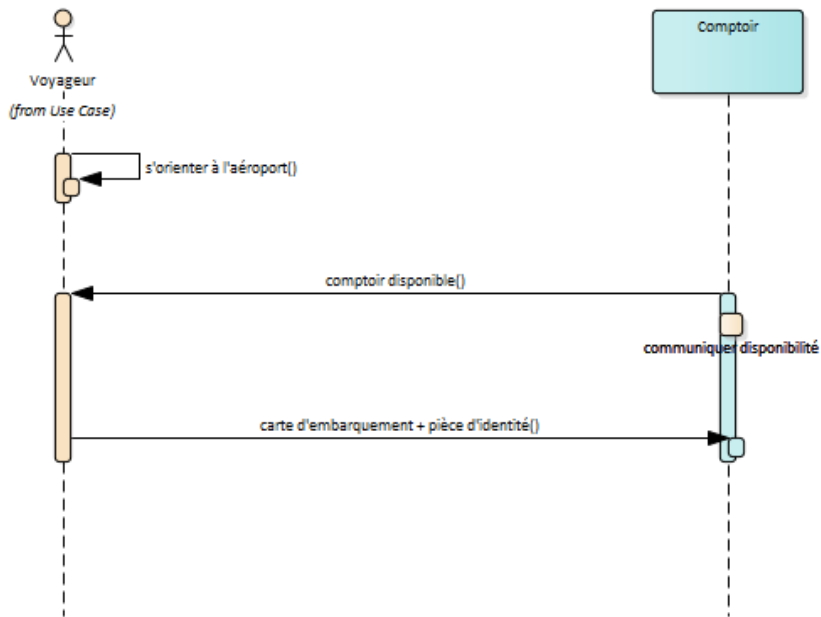 Comptoir
Voyageur
(from Use Case)
s'orienter à l'aéroport()
comptoir disponible()
communiquer disponibilité
carte d'embarquement + pièce d'identité()